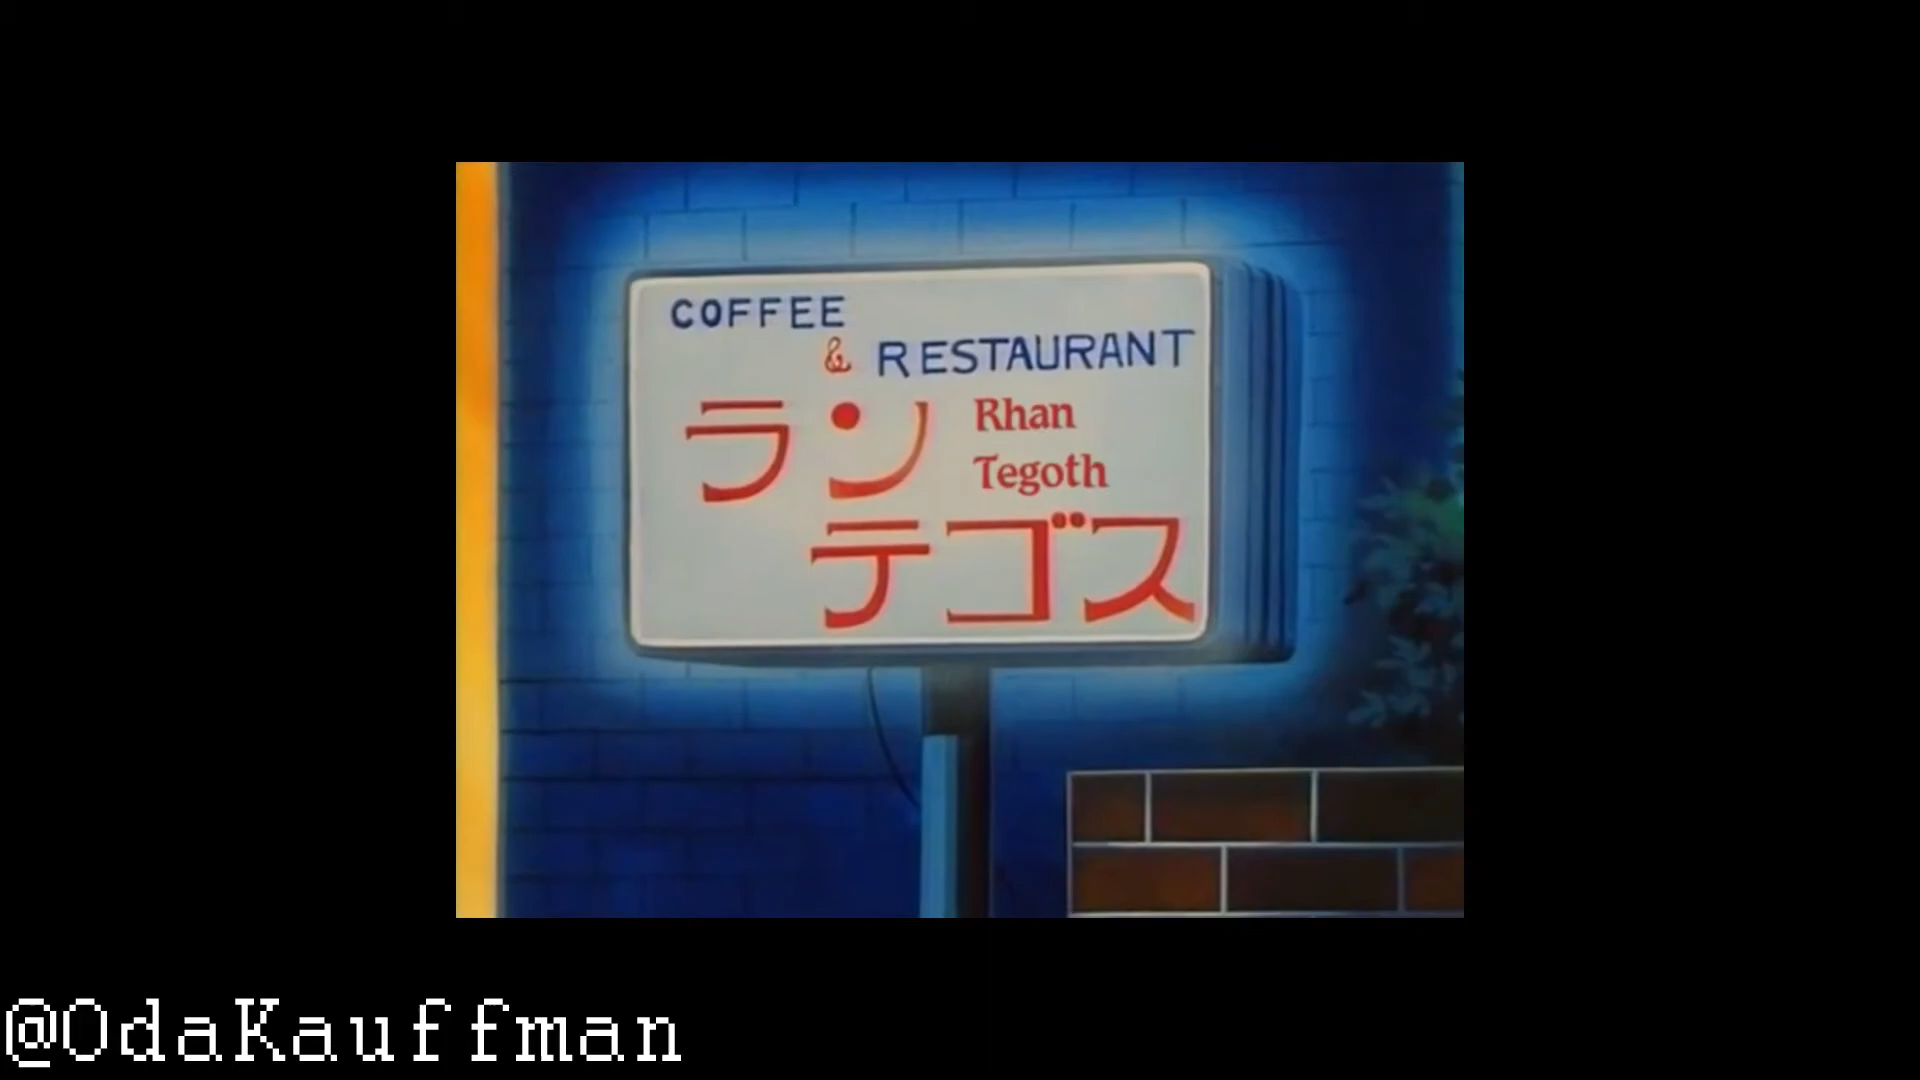 COFFEE
& RESTAURANT
ラン
Rhan
Tegoth
テゴス
@OdaKauffman